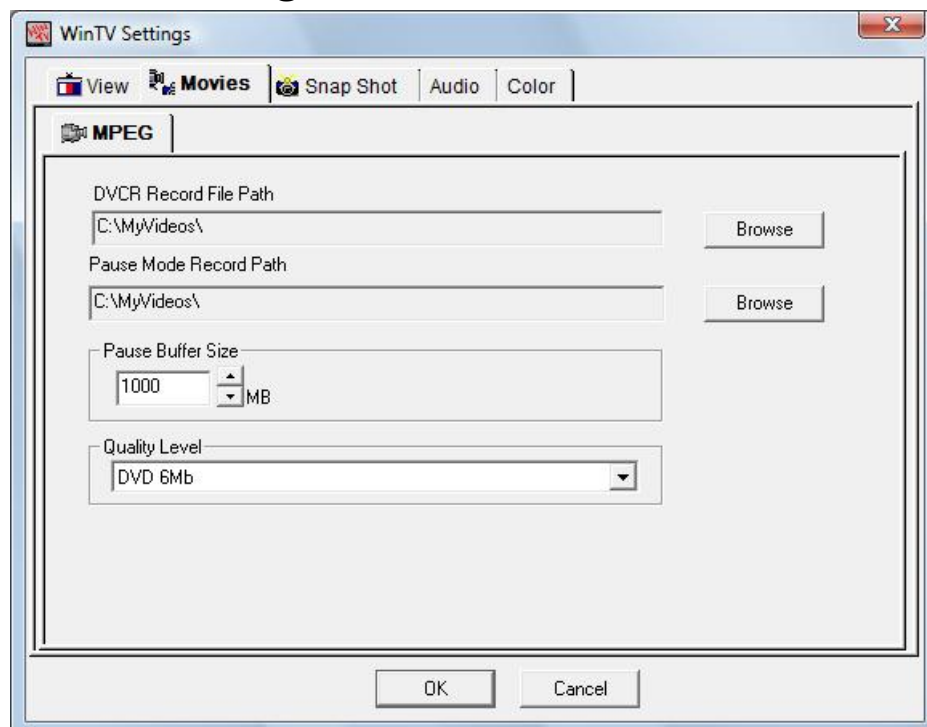 WinTV Settings
View Movies Snap Shot Audio Color
MPEG
DVCR Record File Path
C:\MyVideos\ Browse
Pause Mode Record Path
C:\MyVideos\ Browse
Pause Buffer Size
1000 MB
Quality Level
DVD 6Mb
OK Cancel